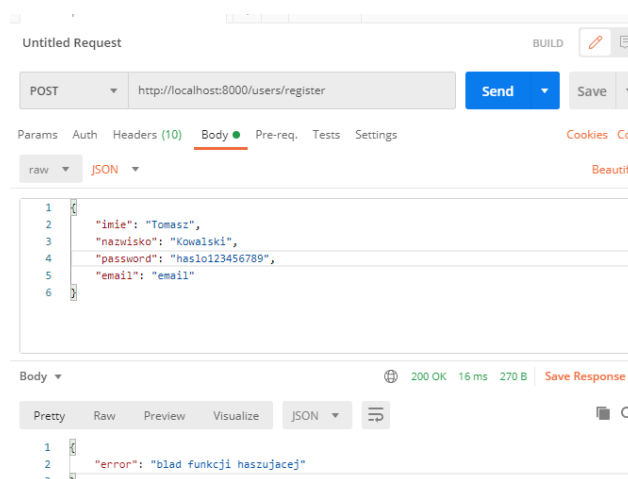 Untitled Request BUILD
POST http://localhost:8000/users/register Send Save
Params Auth Headers (10) Body Pre-req. Tests Settings Cookies
raw JSON
1 {
2 "imie": "Tomasz",
3 "nazwisko": "Kowalski",
4 "password": "haslo123456789",
5 "email": "email"
6 }
Body 200 OK 16 ms 270 B Save Response
Pretty Raw Preview Visualize JSON
1 {
2 "error": "blad funkcji haszujacej"